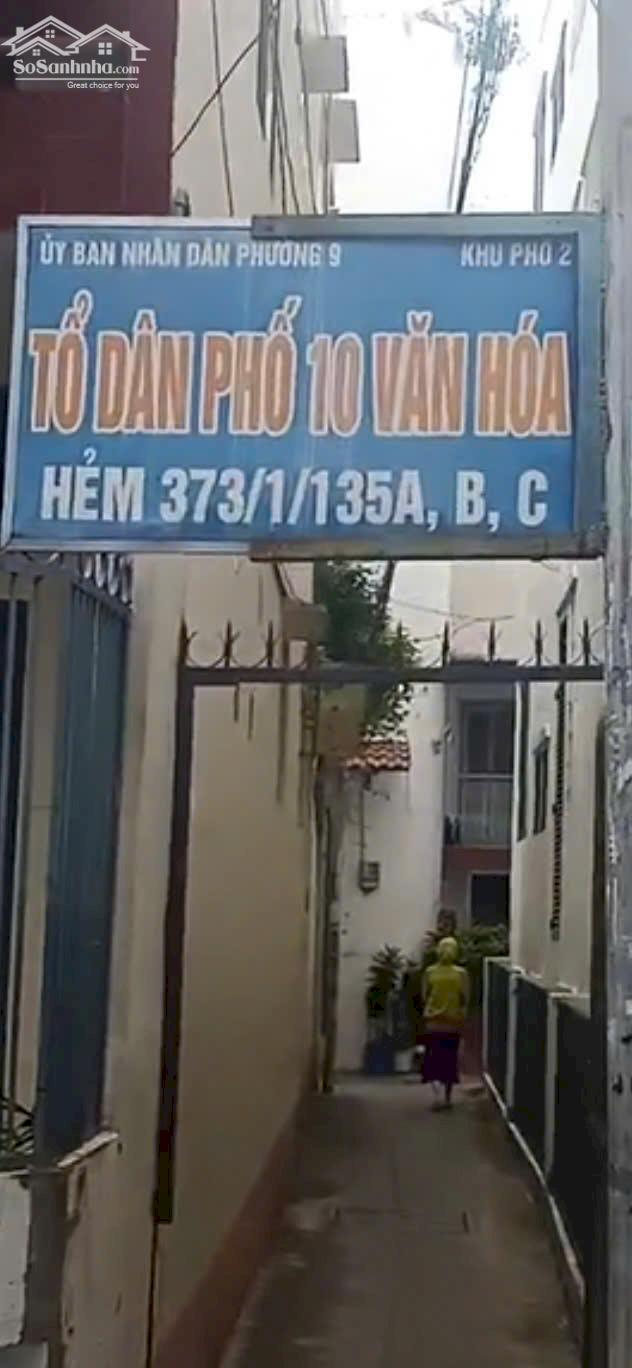 SoSanhnha.com
Great choice for you
ỦY BAN NHÂN DÂN PHƯỜNG 9 KHU PHỐ 2
TỔ DÂN PHỐ 10 VĂN HÓA
HẺM 373/1/135A, B, C